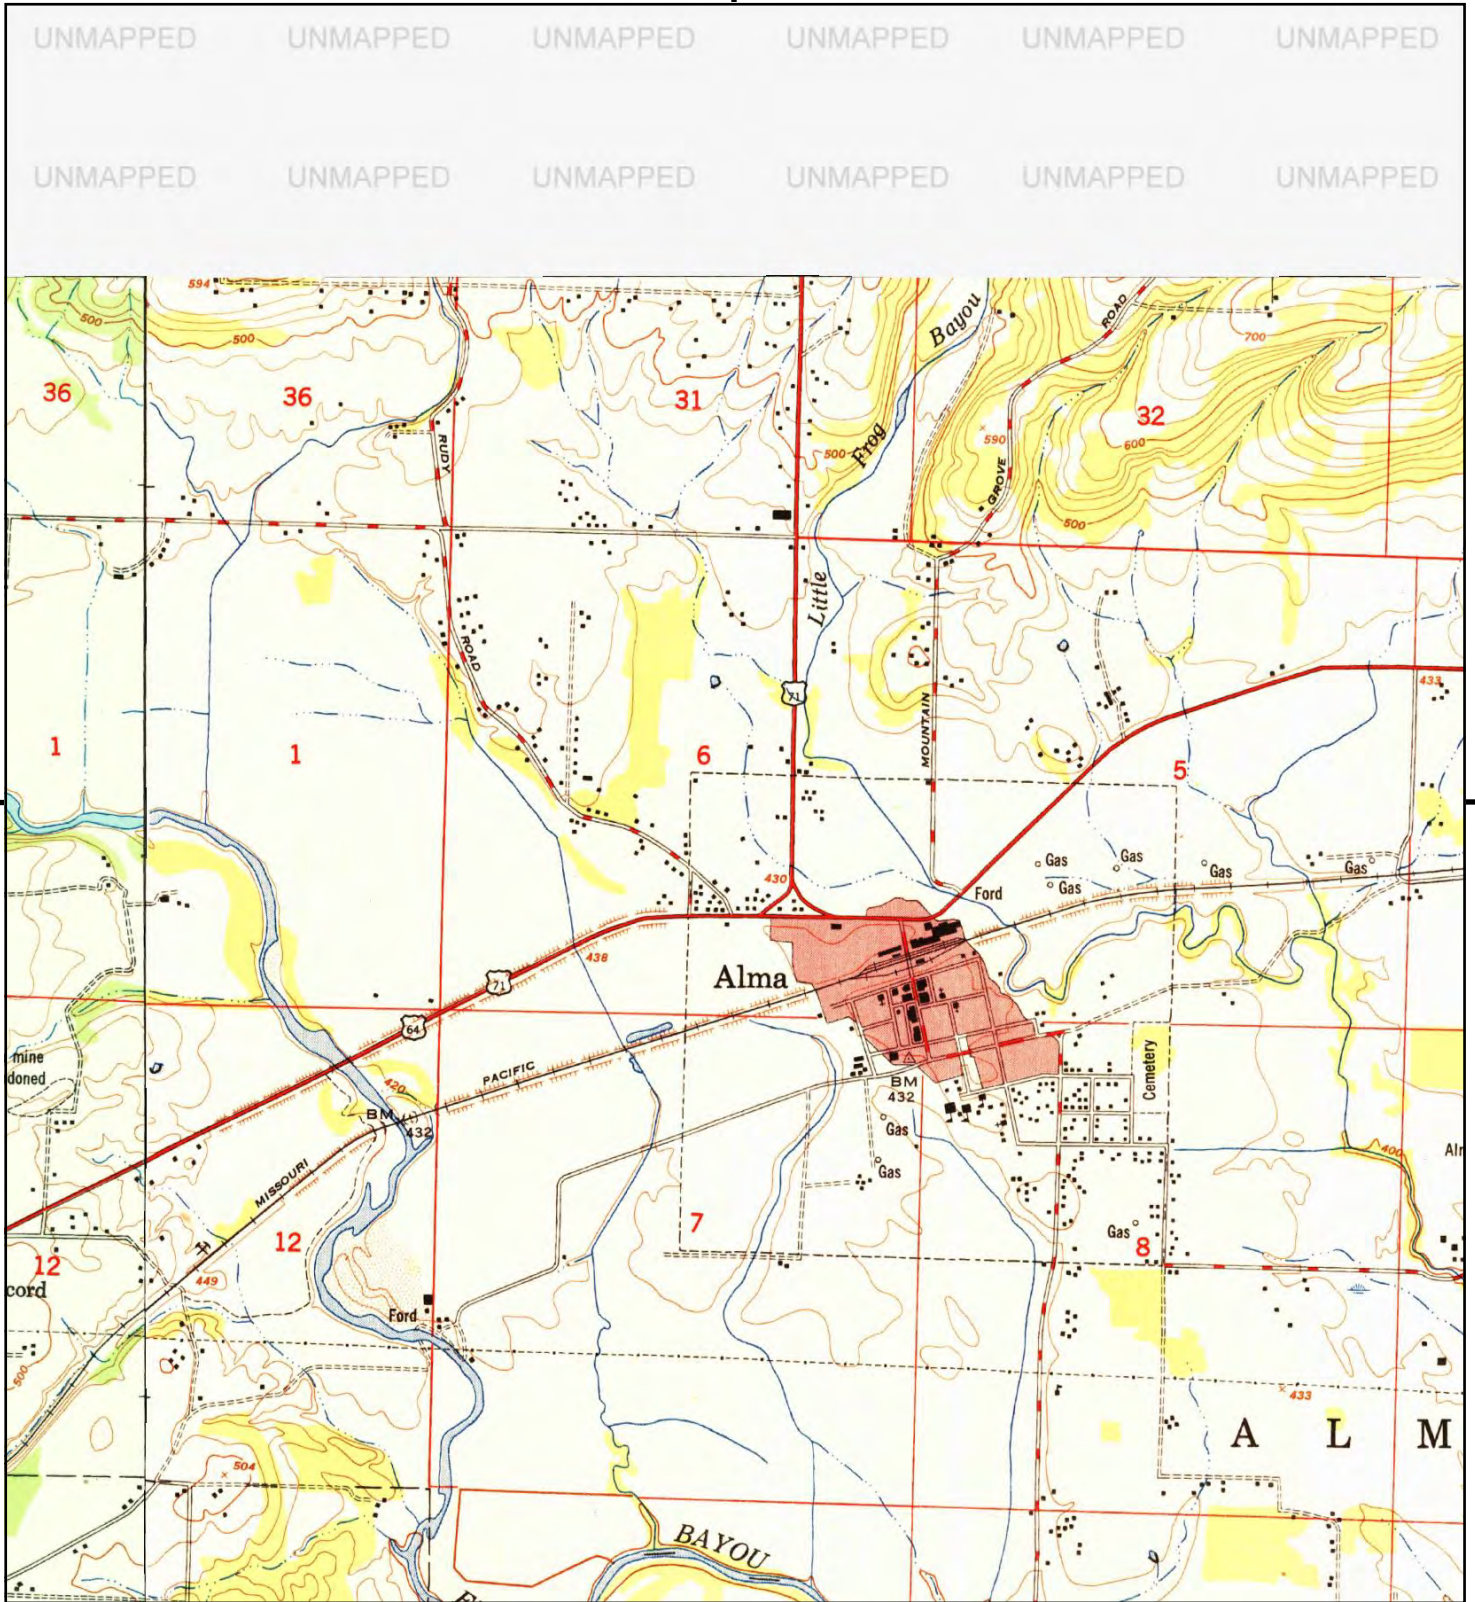 UNMAPPED UNMAPPED UNMAPPED UNMAPPED UNMAPPED UNMAPPED
UNMAPPED UNMAPPED UNMAPPED UNMAPPED UNMAPPED UNMAPPED
594
500
500
Bayou
ROAD
700
36
36
31
32
600
590
500
Frog
RUDY
GROVE
500
Little
ROAD
71
433
MOUNTAIN
1
1
6
5
430
Gas
Gas
Gas
Gas
Gas
Ford
438
Alma
71
64
mine
doned
PACIFIC
420
BM
432
BM
432
Cemetery
Gas
Gas
400
Alr
MISSOURI
7
Gas
8
12
12
449
cord
Ford
500
433
A L M
504
BAYOU